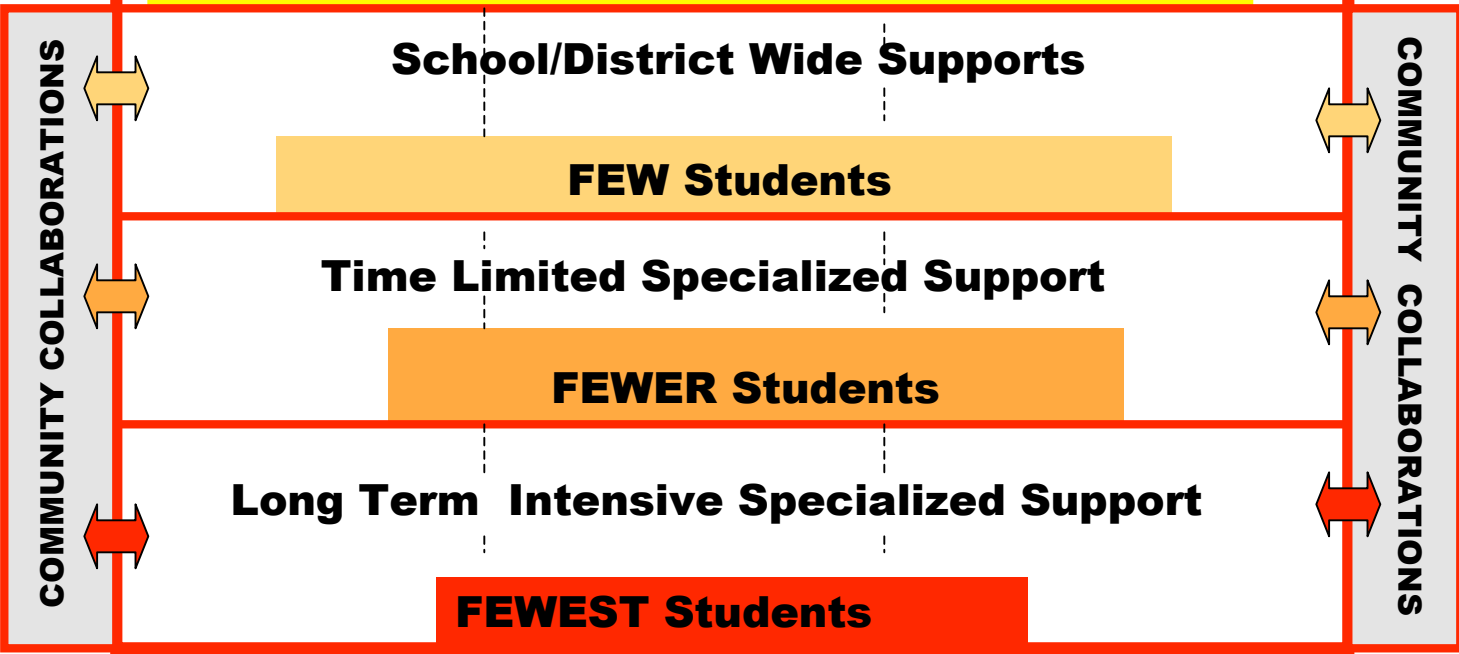 COMMUNITY COLLABORATIONS
School/District Wide Supports
FEW Students
Time Limited Specialized Support
FEWER Students
Long Term Intensive Specialized Support
FEWEST Students
COMMUNITY COLLABORATIONS